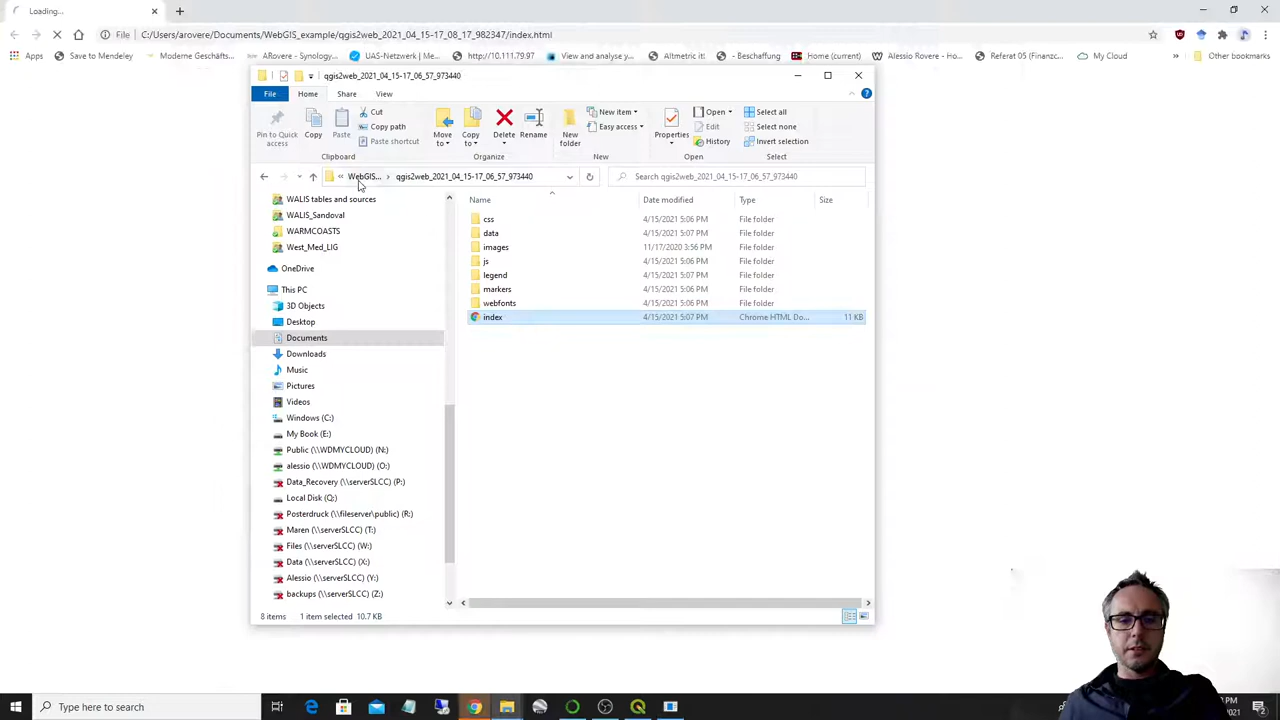 Loading...
File | C:/Users/arovere/Documents/WebGIS_example/qgis2web_2021_04_15-17_08_17_982347/index.html
Apps Save to Mendeley Moderne Geschäfts... ARovere - Synology... UAS-Netzwerk | Me... http://10.111.79.97 View and analyse y... Altmetric it! - Beschaffung Home (current) Alessio Rovere - Us... Referat 05 (Finanzc... My Cloud » Other bookmarks
qgis2web_2021_04_15-17_06_57_973440
File Home Share View
Pin to Quick access
Copy
Paste
Cut
Copy path
Paste shortcut
Move to
Copy to
Delete
Rename
New folder
New item
Easy access
Properties
Open
Edit
History
Select all
Select none
Invert selection
Clipboard Organize New Open Select
« WebGIS... › qgis2web_2021_04_15-17_06_57_973440
Search qgis2web_2021_04_15-17_06_57_973440
WALIS tables and sources
WALIS_Sandoval
WARMCOASTS
West_Med_LIG
OneDrive
This PC
3D Objects
Desktop
Documents
Downloads
Music
Pictures
Videos
Windows (C:)
My Book (E:)
Public (\\WDMYCLOUD) (N:)
alessio (\\WDMYCLOUD) (O:)
Data_Recovery (\\serverSLCC) (P:)
Local Disk (Q:)
Posterdruck (\\fileserver\public) (R:)
Maren (\\serverSLCC) (T:)
Files (\\serverSLCC) (W:)
Data (\\serverSLCC) (X:)
Alessio (\\serverSLCC) (Y:)
backups (\\serverSLCC) (Z:)
Name Date modified Type Size
css 4/15/2021 5:06 PM File folder
data 4/15/2021 5:07 PM File folder
images 11/17/2020 3:56 PM File folder
js 4/15/2021 5:06 PM File folder
legend 4/15/2021 5:07 PM File folder
markers 4/15/2021 5:06 PM File folder
webfonts 4/15/2021 5:06 PM File folder
index 4/15/2021 5:07 PM Chrome HTML Do... 11 KB
8 items 1 item selected 10.7 KB
Type here to search